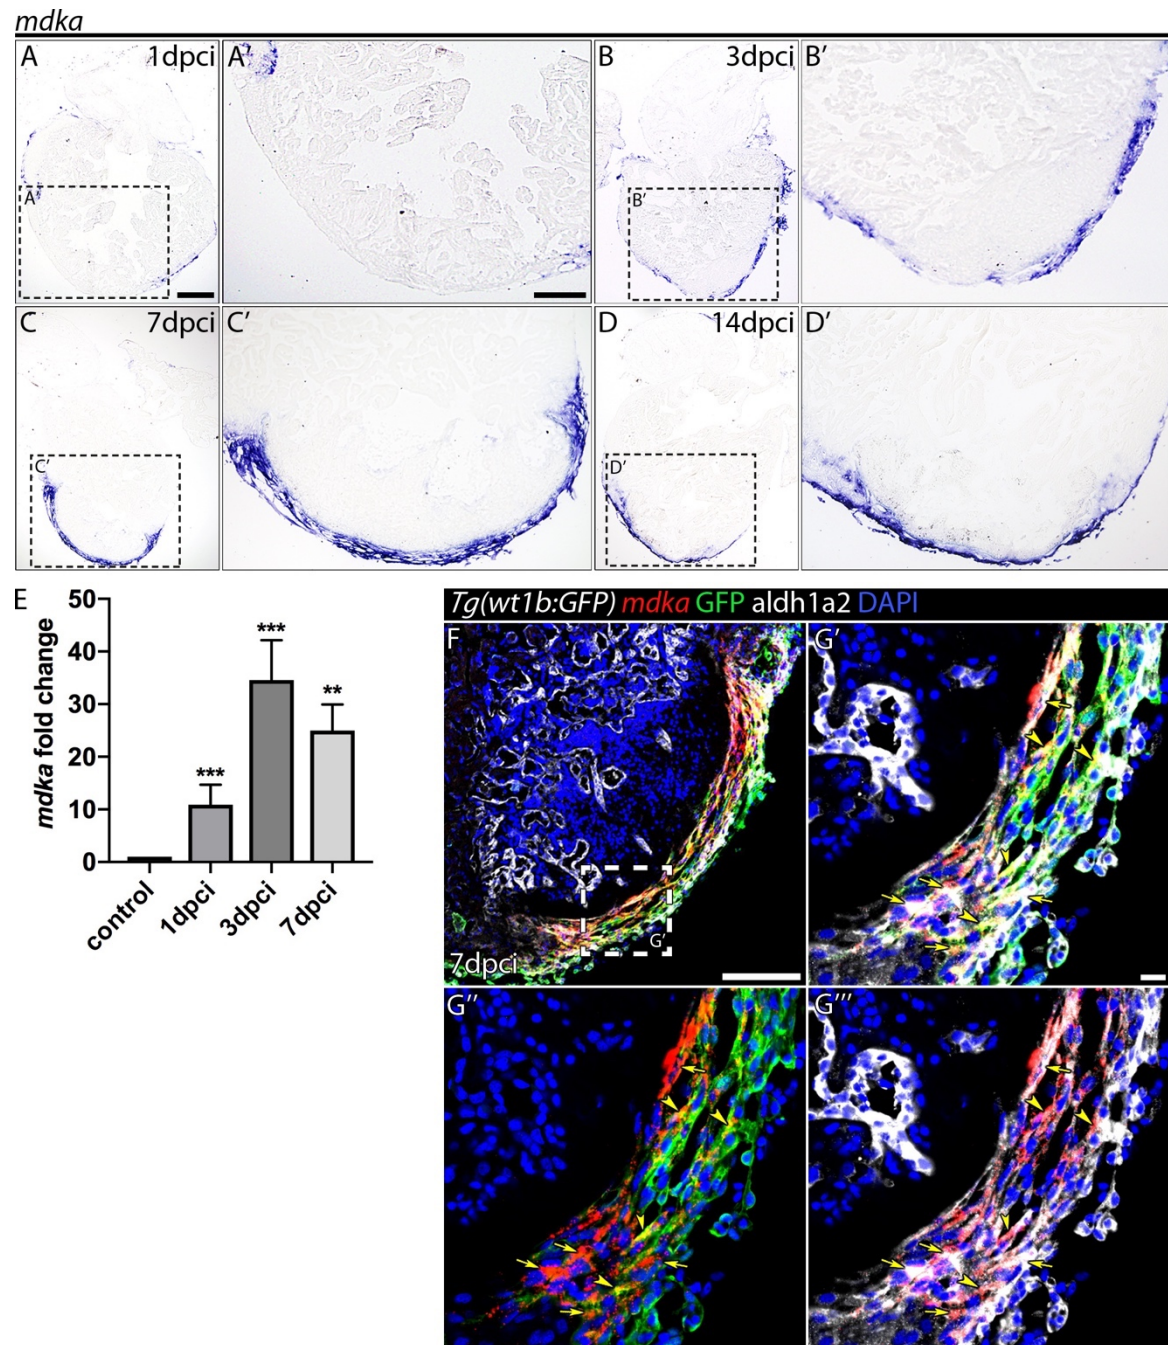 mdka
A 1dpci A' B 3dpci B'
A' B'
C 7dpci C' D 14dpci D'
C' D'
E
mdka fold change
50
40
30
20
10
0
*** *** **
control 1dpci 3dpci 7dpci
Tg(wt1b:GFP) mdka GFP aldh1a2 DAPI
F G'
7dpci G'
G'' G'''